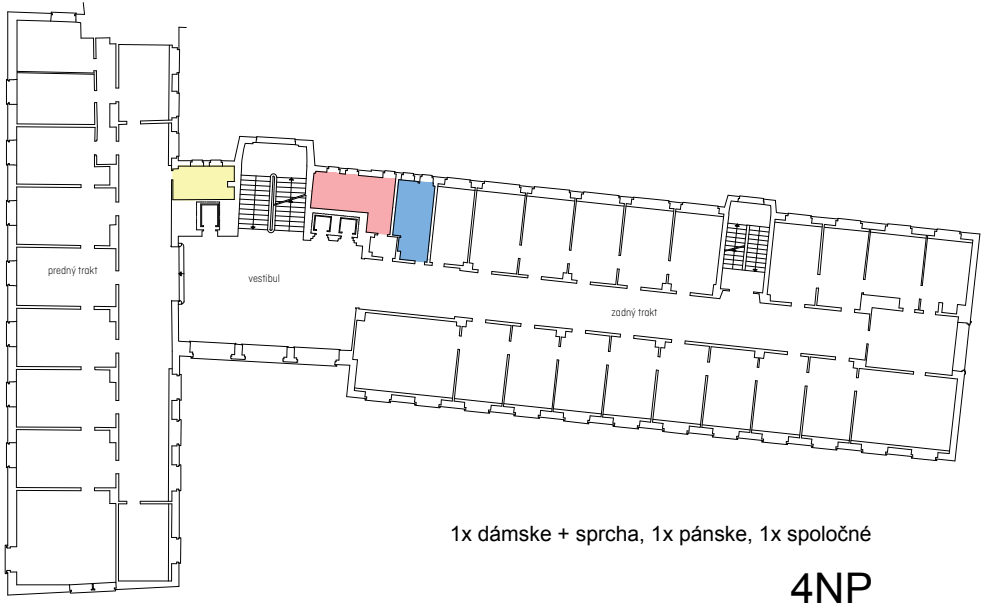 predný trakt
vestibul
zadný trakt
1x dámske + sprcha, 1x pánske, 1x spoločné
4NP